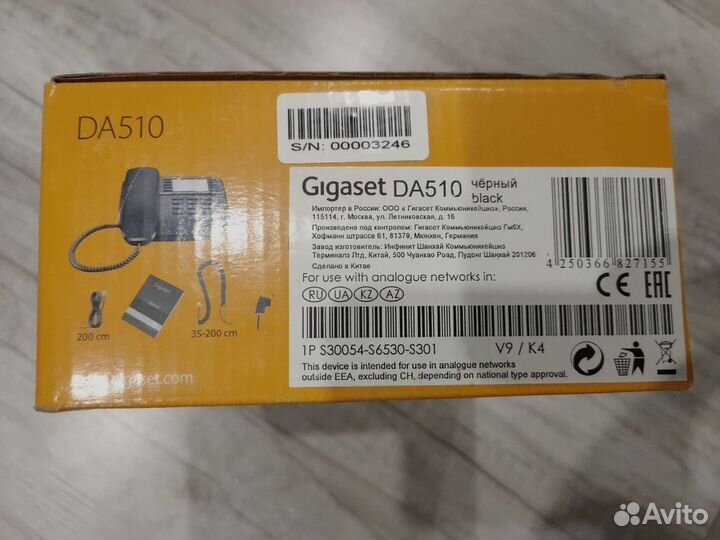 DA510
S/N: 00003246
Gigaset DA510 чёрный
black
Импортер в России: ООО « Гигасет Коммьюникейшнз», Россия,
115114, г. Москва, ул. Летниковская, д. 16
Произведено под контролем: Гигасет Коммьюникейшнз ГмбХ,
Хофманн штрассе 61, 81379, Мюнхен, Германия
Завод изготовитель: Инфинит Шанхай Коммьюникейшнз
Терминалз Лтд, Китай, 500 Чуанкао Роад, Пудонг Шанхай 201206
Сделано в Китае
For use with analogue networks in:
RU UA KZ AZ
4 250366 827155
CE EAC
1P S30054-S6530-S301 V9 / K4
This device is intended for use in analogue networks
outside EEA, excluding CH, depending on national type approval.
Gigaset
200 cm
35-200 cm
gigaset.com
Avito